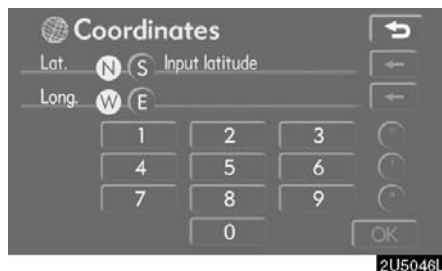 Coordinates
Lat. N S Input latitude
Long. W E
1 2 3 °
4 5 6 '
7 8 9 "
0 OK
2U5046I